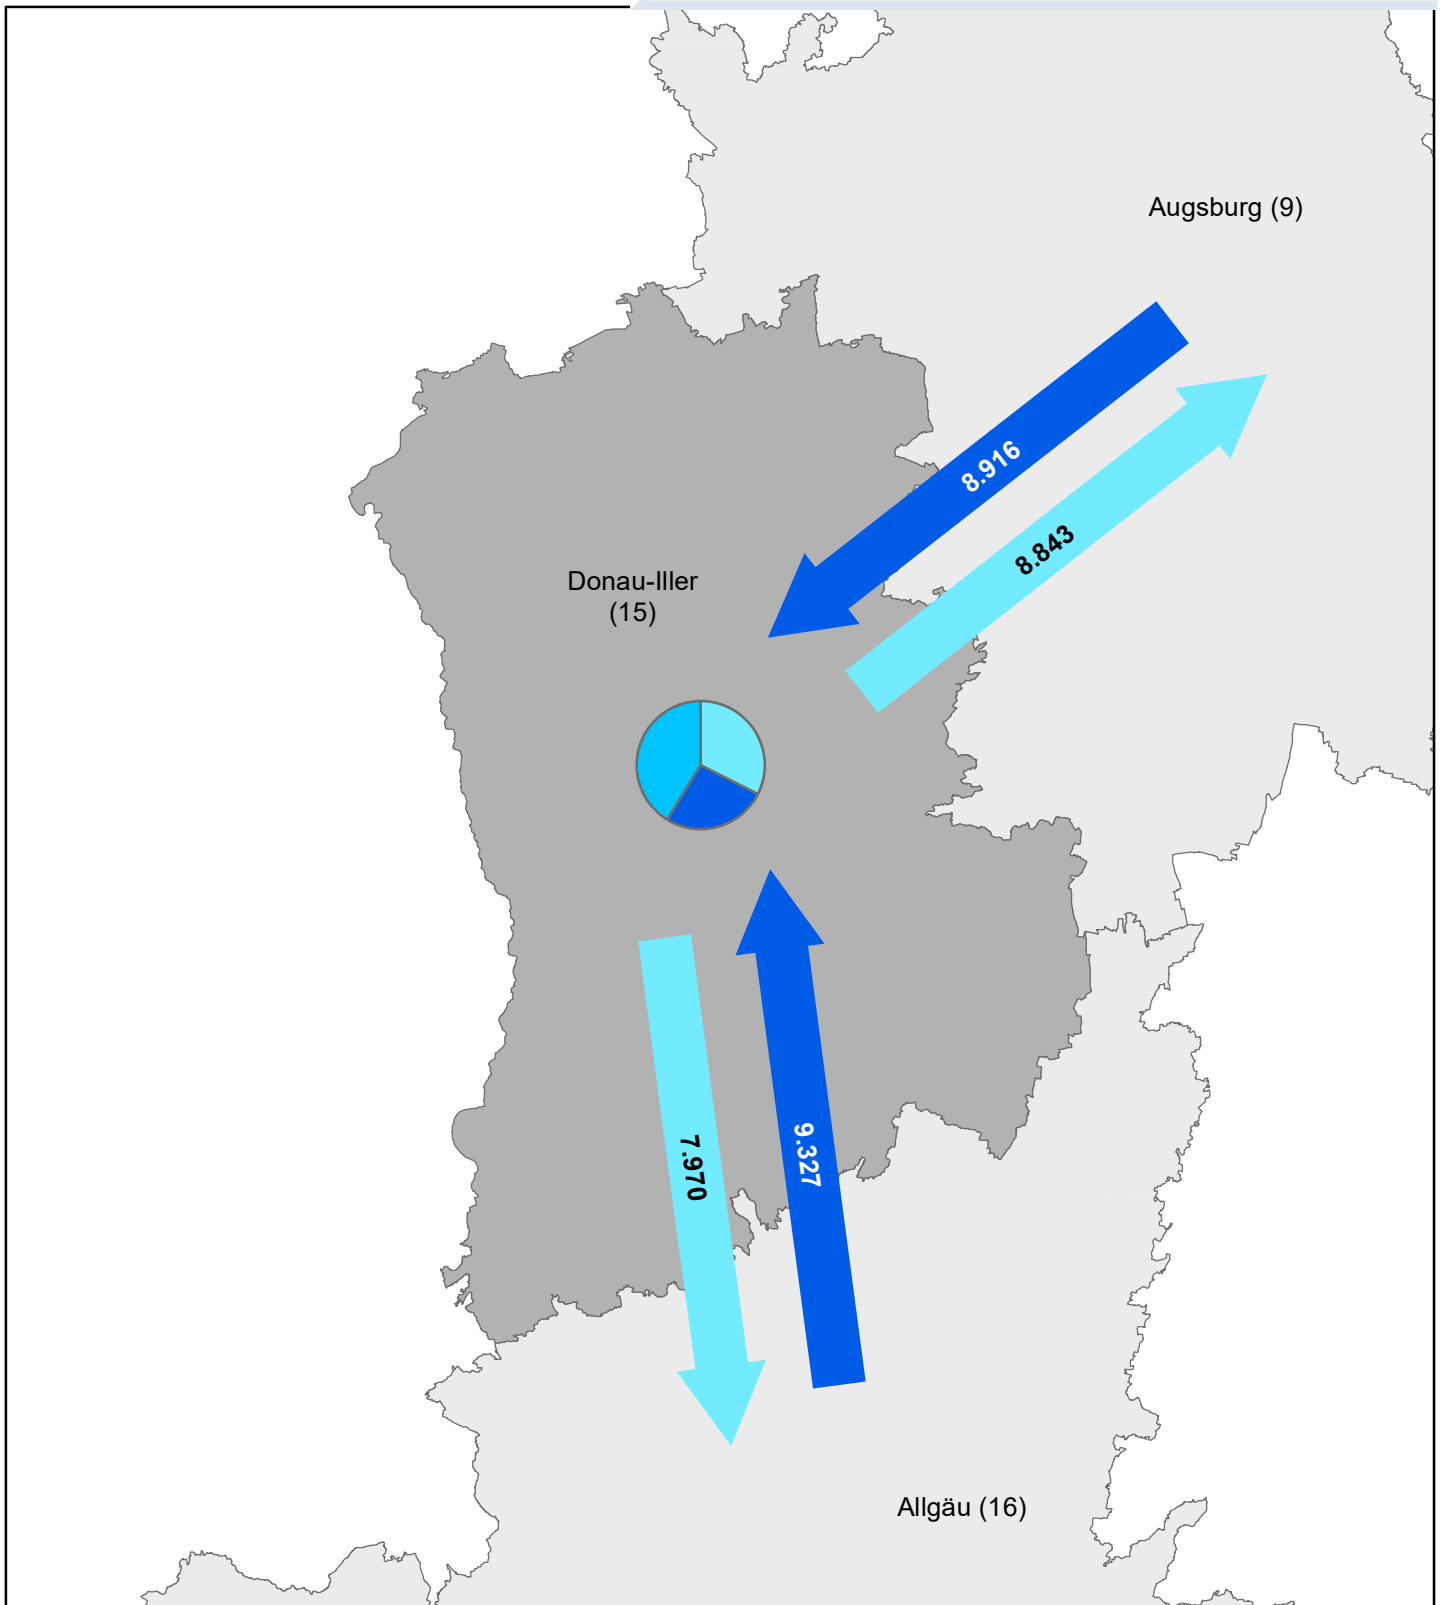 Augsburg (9)
8.916
8.843
Donau-Iller
(15)
7.970
9.327
Allgäu (16)